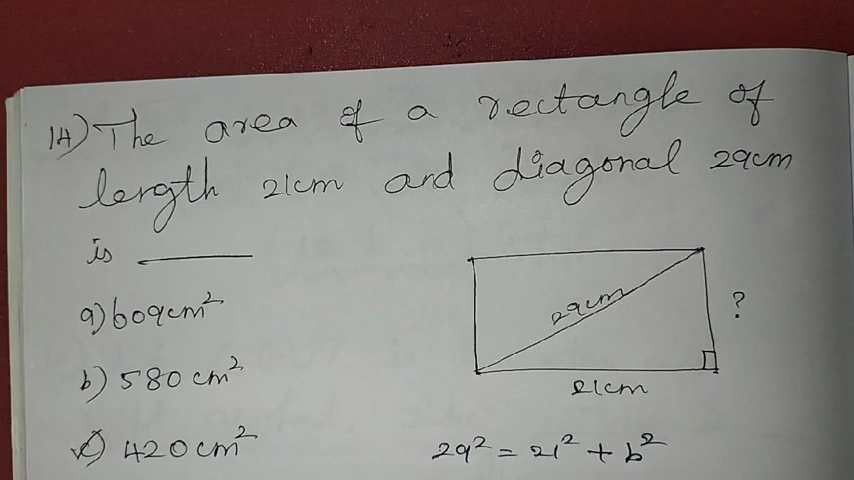 14) The area of a rectangle of
length 21cm and diagonal 29cm
is ———
a) 609cm²
b) 580 cm²
c) 420 cm²
29cm
?
21cm
29² = 21² + b²